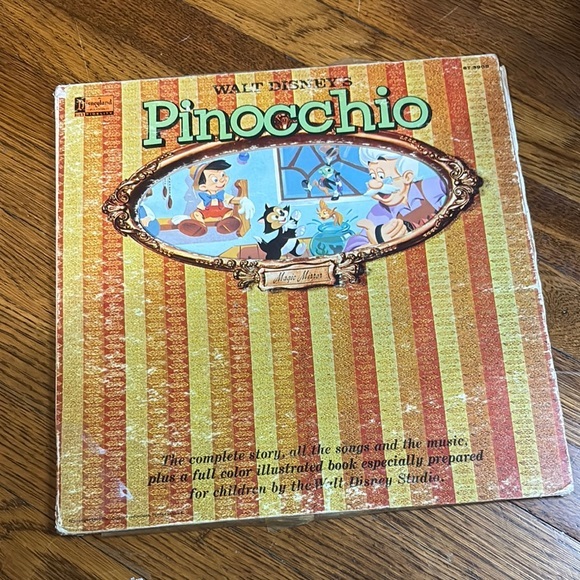 Disneyland
WALT DISNEY'S
Pinocchio
Magic Mirror
The complete story, all the songs and the music,
plus a full color illustrated book especially prepared
for children by the Walt Disney Studio.